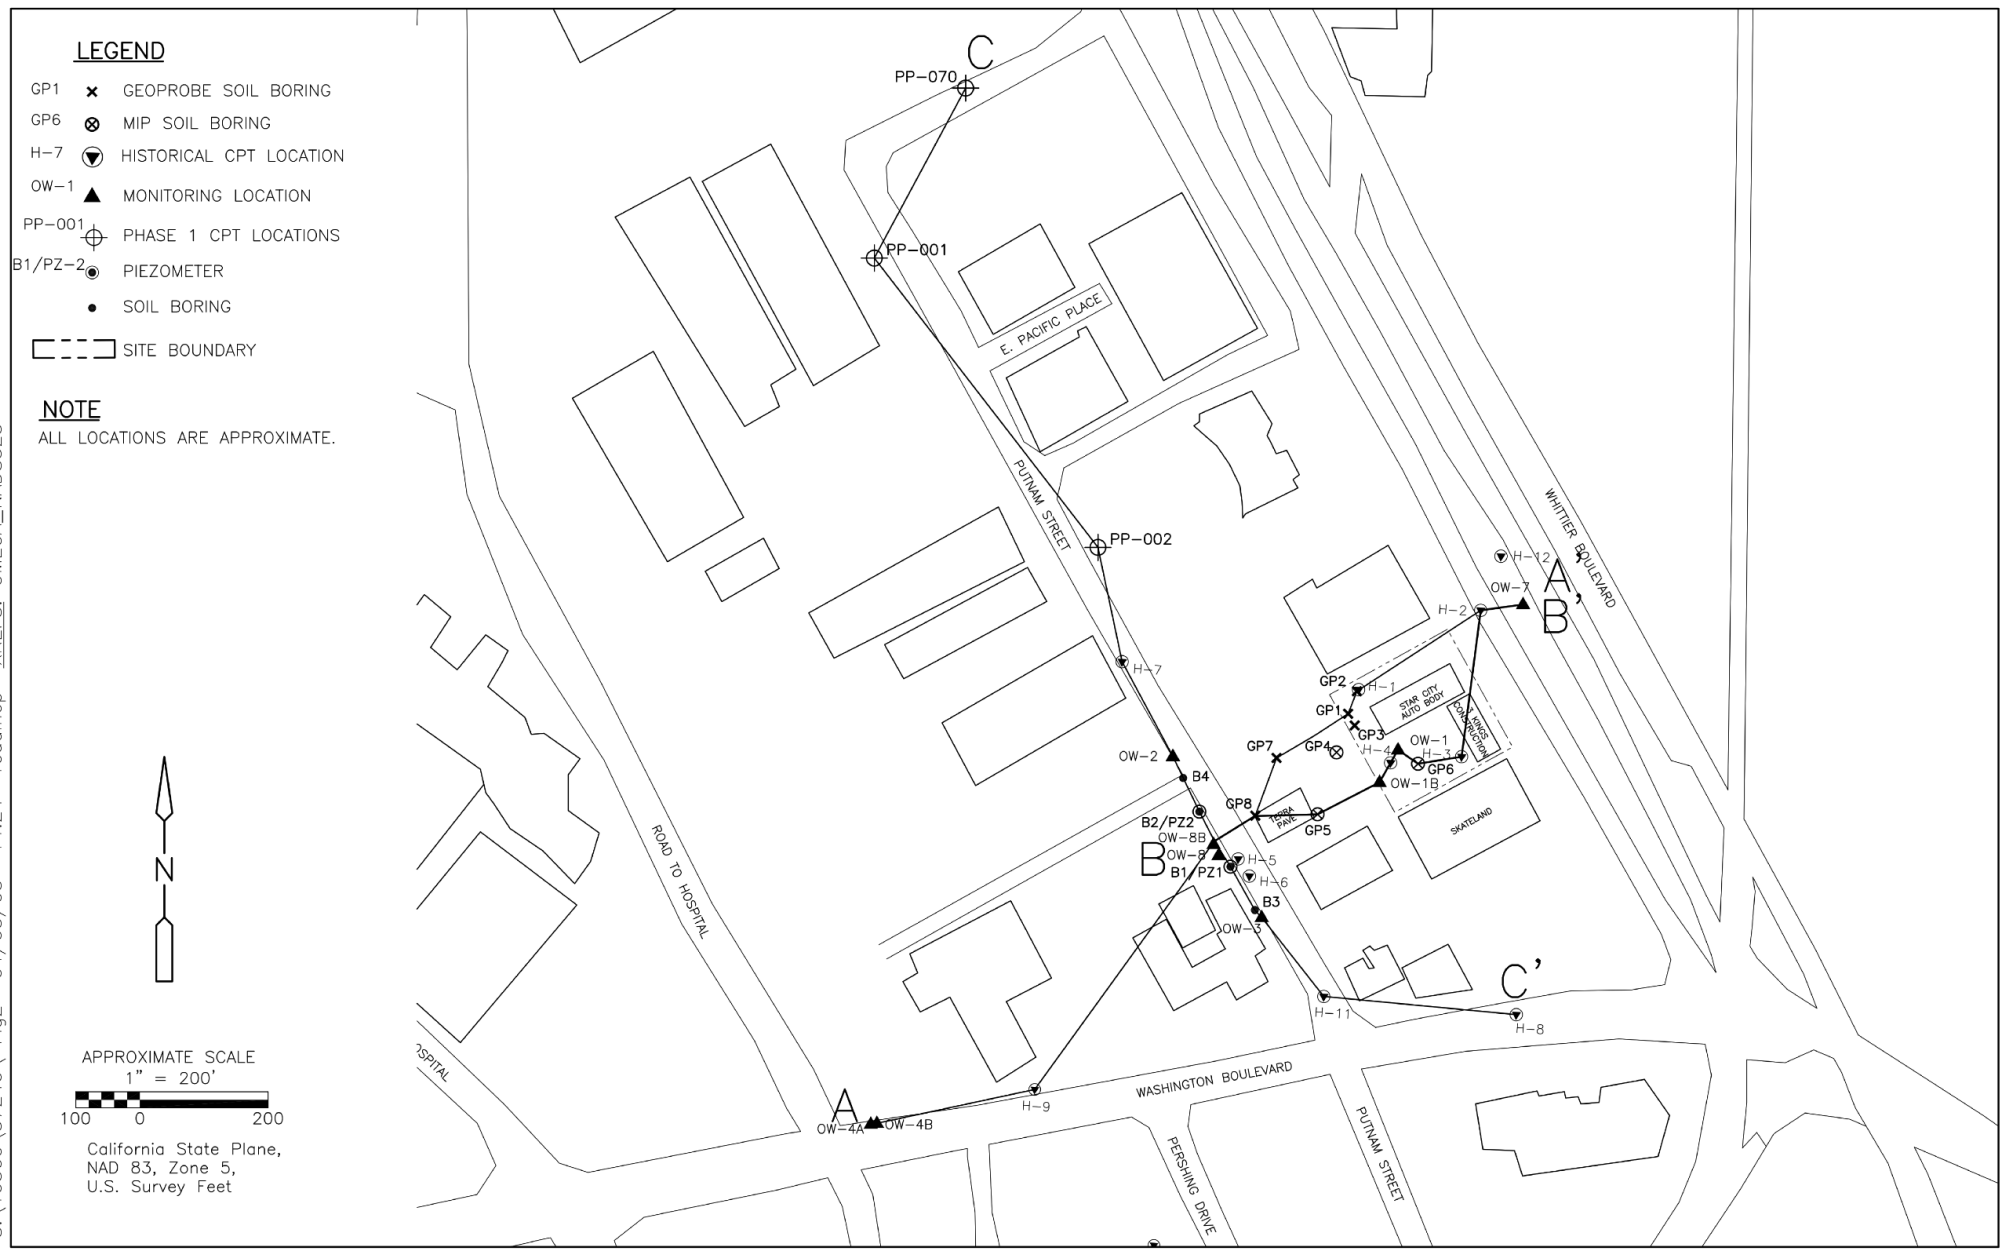 LEGEND
GP1 GEOPROBE SOIL BORING
GP6 MIP SOIL BORING
H-7 HISTORICAL CPT LOCATION
OW-1 MONITORING LOCATION
PP-001 PHASE 1 CPT LOCATIONS
B1/PZ-2 PIEZOMETER
SOIL BORING
SITE BOUNDARY
NOTE
ALL LOCATIONS ARE APPROXIMATE.
N
APPROXIMATE SCALE
1" = 200'
100 0 200
California State Plane,
NAD 83, Zone 5,
U.S. Survey Feet
C
PP-070
PP-001
E. PACIFIC PLACE
PUTNAM STREET
PP-002
WHITTIER BOULEVARD
H-12
A'
OW-7
B'
H-2
H-7
GP2
H-1
GP1
GP3
STAR CITY
AUTO BODY
3 KINGS
CONSTRUCTION
OW-2
GP7
GP4
H-4
OW-1
H-3
GP6
B4
OW-1B
GP8
TERRA
PAVE
GP5
SKATELAND
B2/PZ2
OW-8B
B
OW-8
H-5
B1/PZ1
H-6
B3
OW-3
ROAD TO HOSPITAL
C'
H-11
H-8
OSPITAL
WASHINGTON BOULEVARD
A
H-9
OW-4A
OW-4B
PUTNAM STREET
PERSHING DRIVE